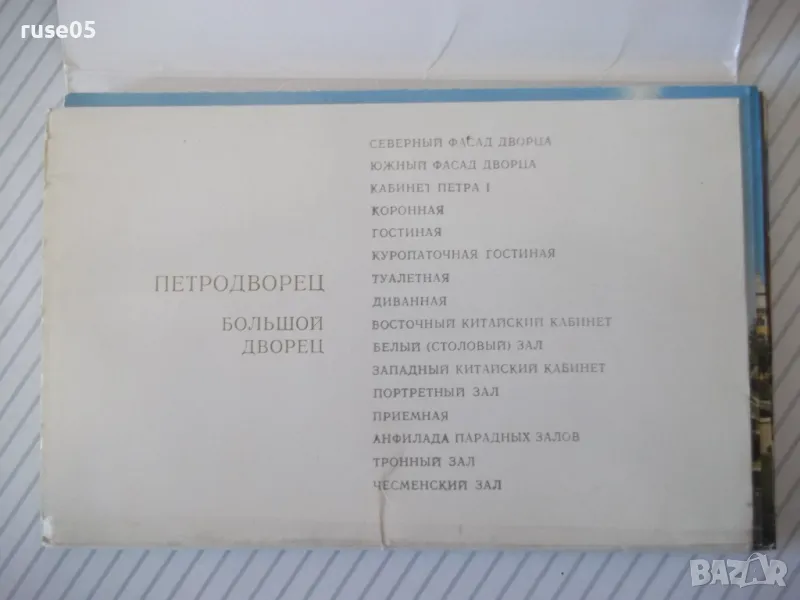 ruse05
ПЕТРОДВОРЕЦ
БОЛЬШОЙ
ДВОРЕЦ
СЕВЕРНЫЙ ФАСАД ДВОРЦА
ЮЖНЫЙ ФАСАД ДВОРЦА
КАБИНЕТ ПЕТРА I
КОРОННАЯ
ГОСТИНАЯ
КУРОПАТОЧНАЯ ГОСТИНАЯ
ТУАЛЕТНАЯ
ДИВАННАЯ
ВОСТОЧНЫЙ КИТАЙСКИЙ КАБИНЕТ
БЕЛЫЙ (СТОЛОВЫЙ) ЗАЛ
ЗАПАДНЫЙ КИТАЙСКИЙ КАБИНЕТ
ПОРТРЕТНЫЙ ЗАЛ
ПРИЕМНАЯ
АНФИЛАДА ПАРАДНЫХ ЗАЛОВ
ТРОННЫЙ ЗАЛ
ЧЕСМЕНСКИЙ ЗАЛ
BAZAR